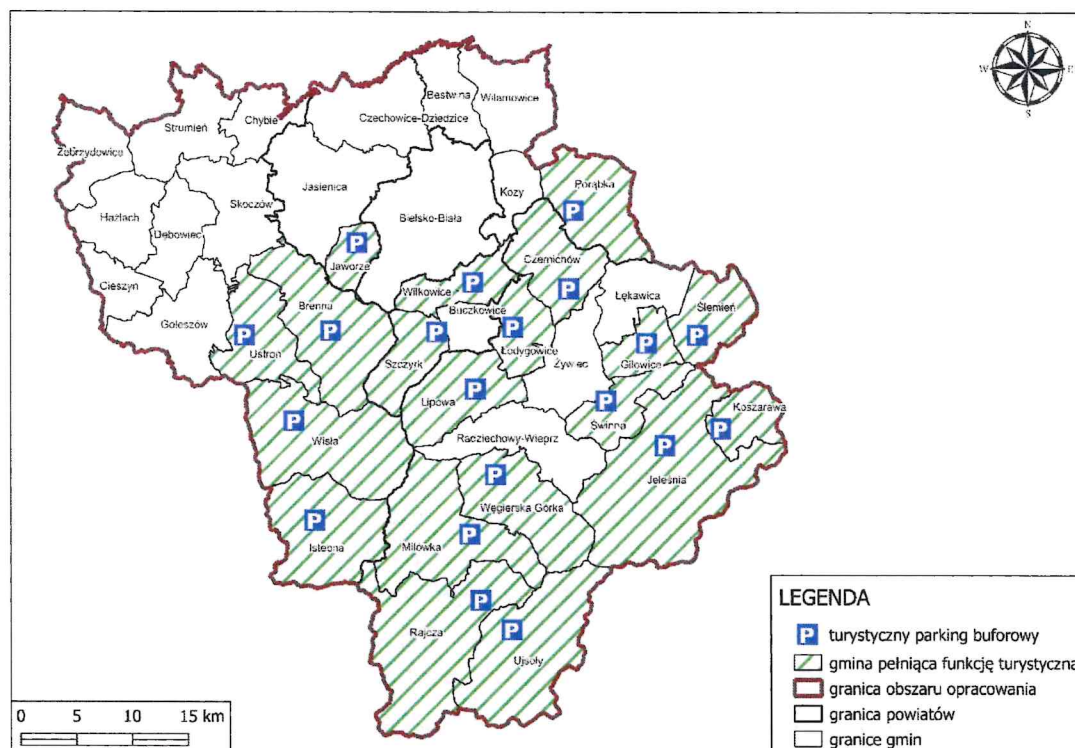 N
W
E
S
Bestwina
Wilamowice
Chybie
Czechowice-Dziedzice
Strumień
Zebrzydowice
Jasienica
Kozy
Porąbka
Hażlach
Skoczów
Bielsko-Biała
Dębowiec
P
P
Jaworze
Czernichów
Cieszyn
Wilkowice
P
P
Łękawica
Ślemień
Brenna
Buczkowice
Goleszów
P
P
P
P
P
P
Ustroń
Szczyrk
Łodygowice
Żywiec
Gilowice
P
Lipowa
P
Koszarawa
P
Świnna
P
Wisła
Radziechowy-Wieprz
P
P
Jeleśnia
Węgierska Górka
P
Istebna
Milówka
P
P
Rajcza
P
Ujsoły
LEGENDA
P turystyczny parking buforowy
gmina pełniąca funkcję turystyczną
granica obszaru opracowania
granica powiatów
granice gmin
0 5 10 15 km